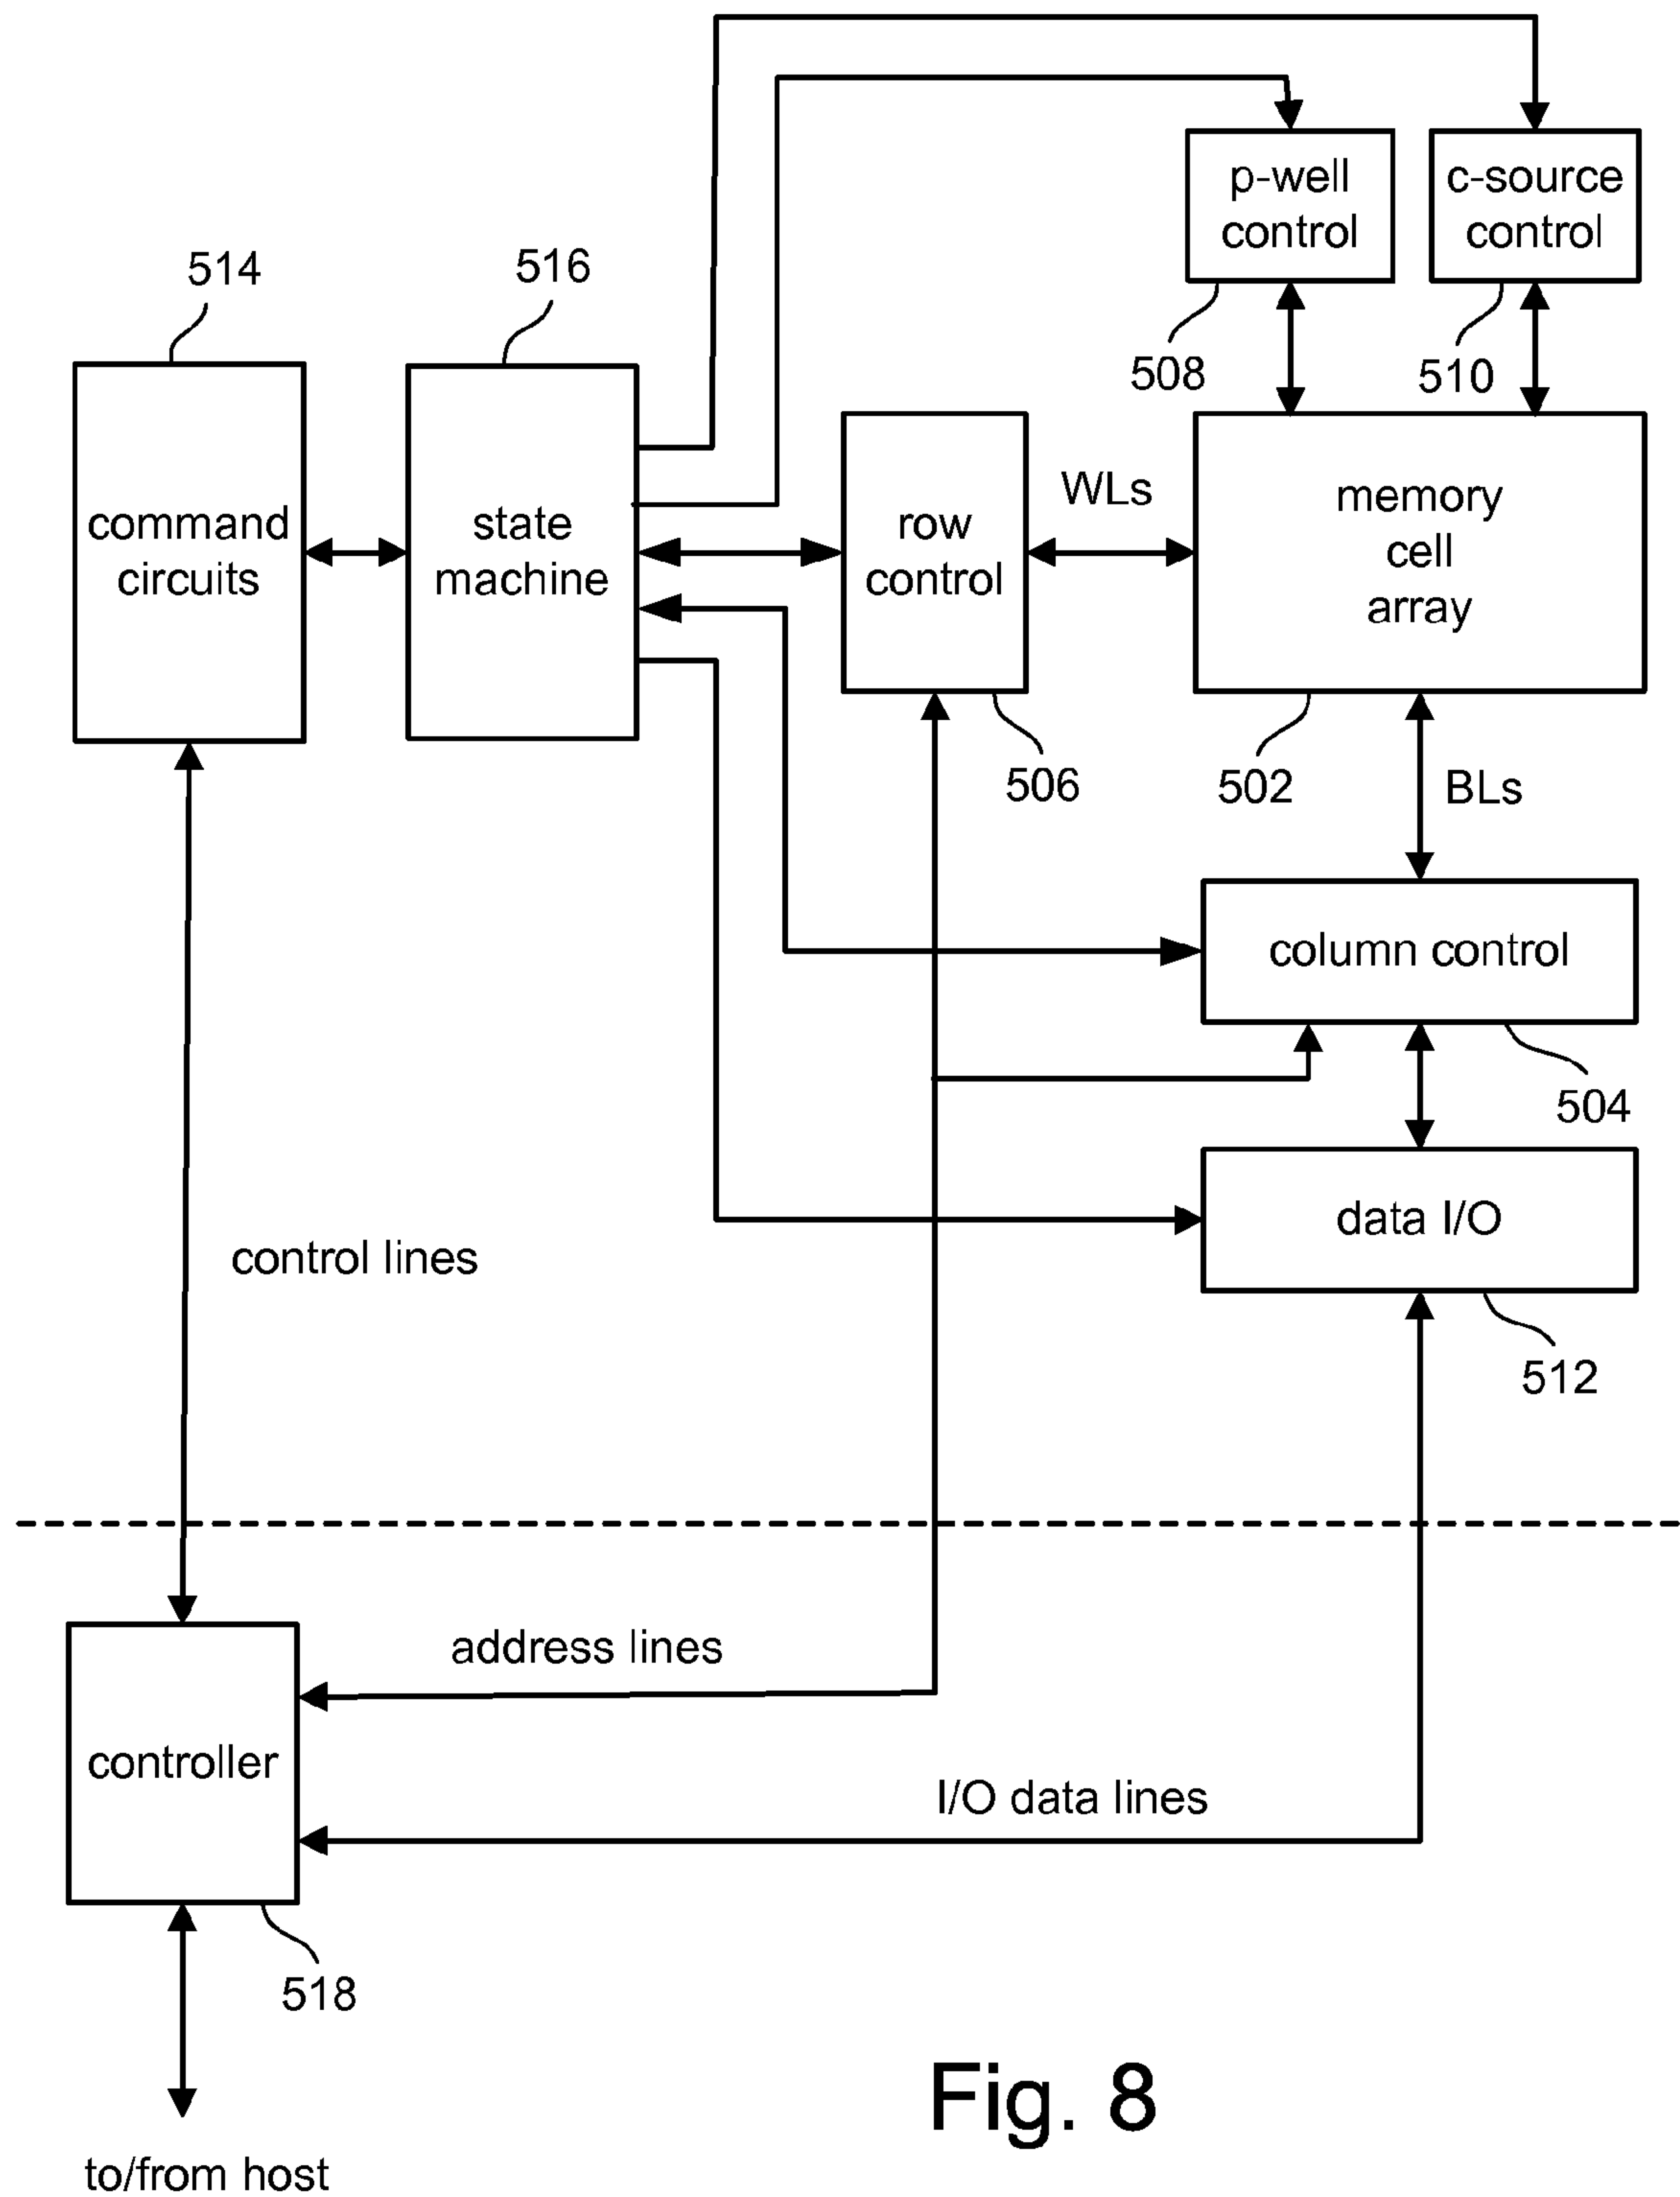 p-well
control
c-source
control
514
516
508
510
command
circuits
state
machine
row
control
WLs
memory
cell
array
506
502
BLs
column control
504
data I/O
control lines
512
address lines
controller
I/O data lines
518
Fig. 8
to/from host